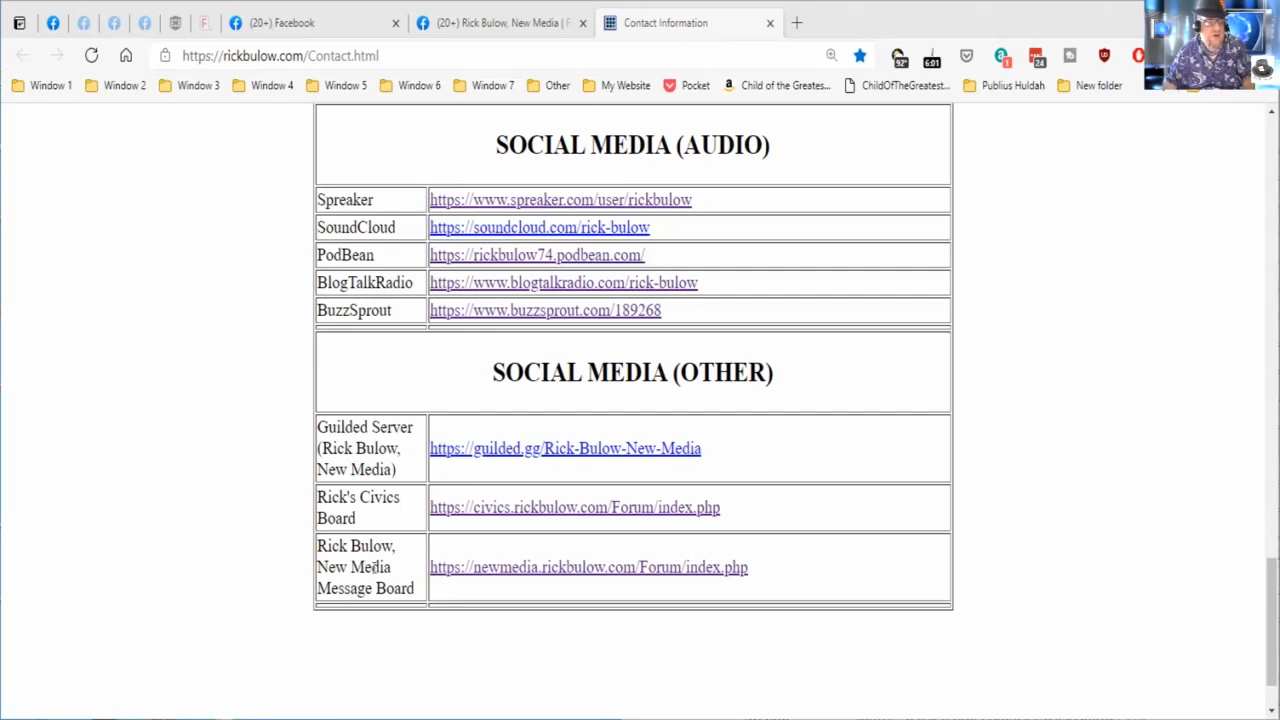 (20+) Facebook
(20+) Rick Bulow, New Media | F
Contact Information
https://rickbulow.com/Contact.html
92°
6:01
1
24
Window 1
Window 2
Window 3
Window 4
Window 5
Window 6
Window 7
Other
My Website
Pocket
Child of the Greates...
ChildOfTheGreatest...
Publius Huldah
New folder
SOCIAL MEDIA (AUDIO)
Spreaker https://www.spreaker.com/user/rickbulow
SoundCloud https://soundcloud.com/rick-bulow
PodBean https://rickbulow74.podbean.com/
BlogTalkRadio https://www.blogtalkradio.com/rick-bulow
BuzzSprout https://www.buzzsprout.com/189268
SOCIAL MEDIA (OTHER)
Guilded Server
(Rick Bulow,
New Media)
https://guilded.gg/Rick-Bulow-New-Media
Rick's Civics
Board
https://civics.rickbulow.com/Forum/index.php
Rick Bulow,
New Media
Message Board
https://newmedia.rickbulow.com/Forum/index.php